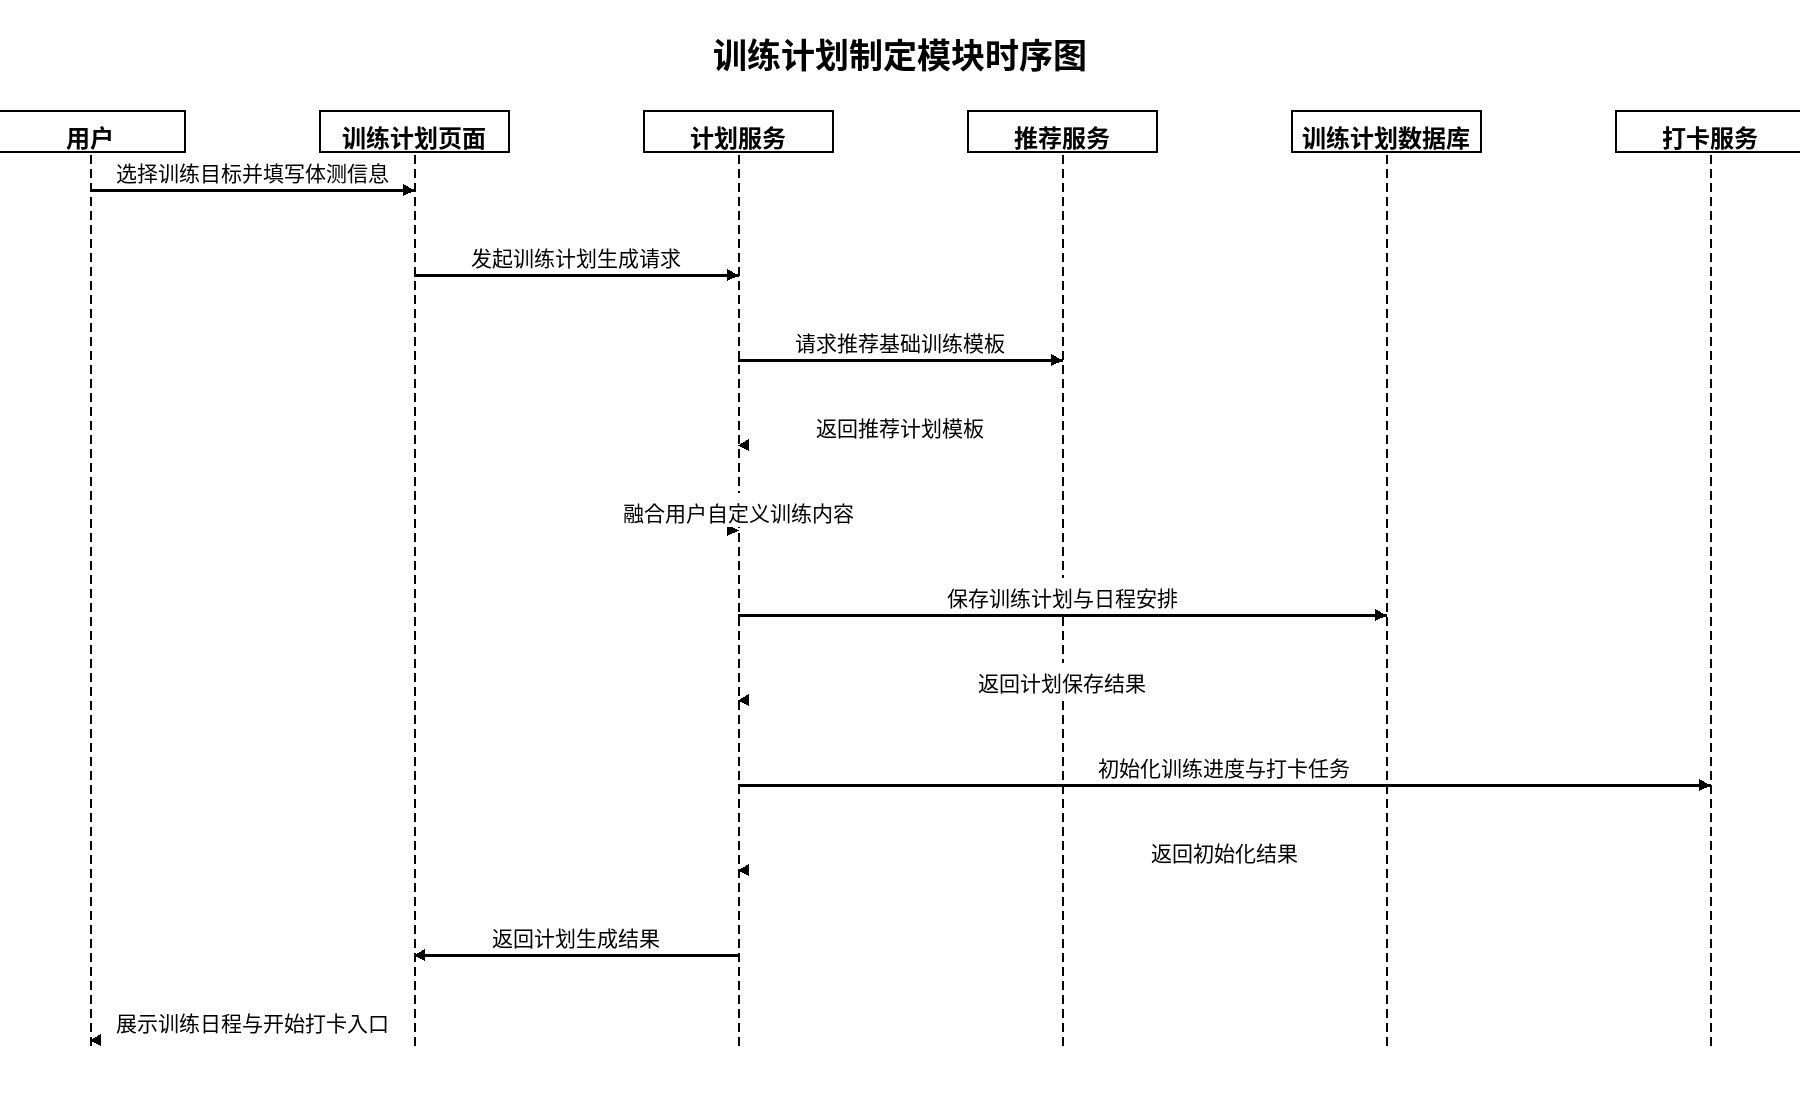 训练计划制定模块时序图
用户
训练计划页面
计划服务
推荐服务
训练计划数据库
打卡服务
选择训练目标并填写体测信息
发起训练计划生成请求
请求推荐基础训练模板
返回推荐计划模板
融合用户自定义训练内容
保存训练计划与日程安排
返回计划保存结果
初始化训练进度与打卡任务
返回初始化结果
返回计划生成结果
展示训练日程与开始打卡入口